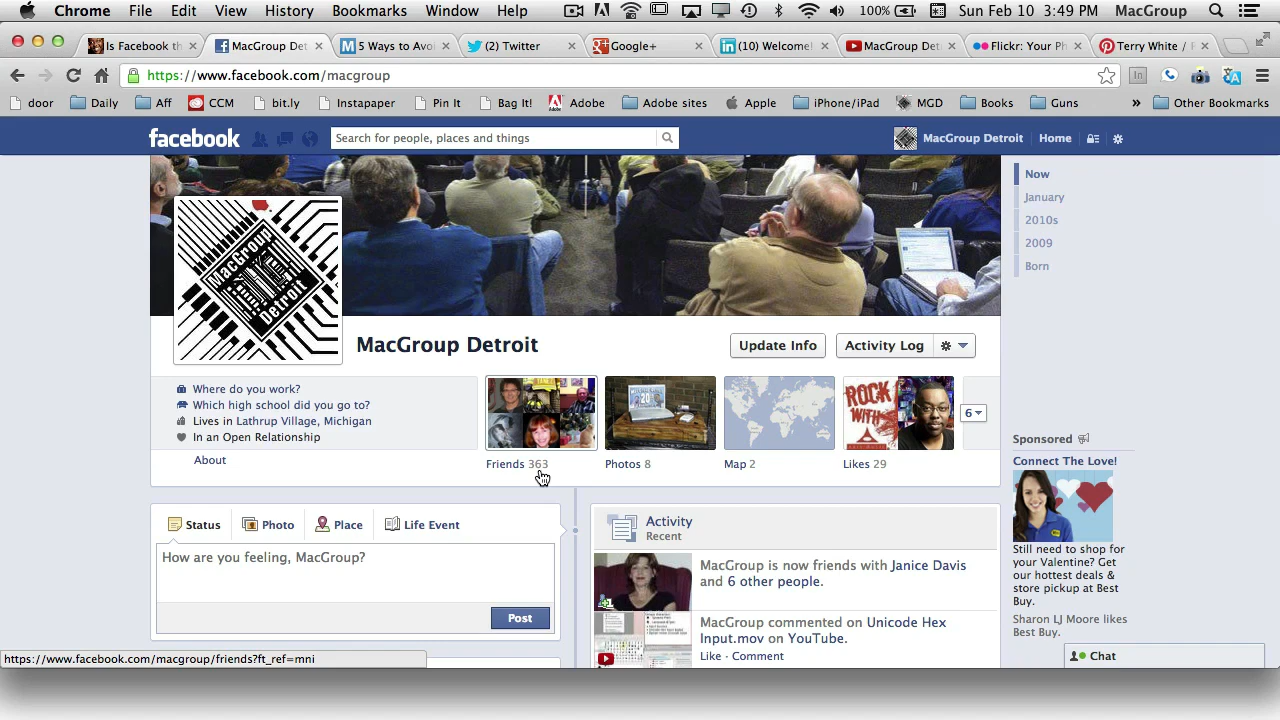 Chrome File Edit View History Bookmarks Window Help 100% Sun Feb 10 3:49 PM MacGroup
Is Facebook th
MacGroup Det
5 Ways to Avoi
(2) Twitter
Google+
(10) Welcome!
MacGroup Det
Flickr: Your Ph
Terry White / P
https://www.facebook.com/macgroup
door Daily Aff CCM bit.ly Instapaper Pin It Bag It! Adobe Adobe sites Apple iPhone/iPad MGD Books Guns » Other Bookmarks
facebook
Search for people, places and things
MacGroup Detroit Home
Now
January
2010s
2009
Born
MacGroup
Detroit
MacGroup Detroit
Update Info
Activity Log
Where do you work?
Which high school did you go to?
Lives in Lathrup Village, Michigan
In an Open Relationship
About
ROCK
WITH
6
Friends 363
Photos 8
Map 2
Likes 29
Sponsored
Connect The Love!
Still need to shop for
your Valentine? Get
our hottest deals &
store pickup at Best
Buy.
Sharon LJ Moore likes
Best Buy.
Status Photo Place Life Event
How are you feeling, MacGroup?
Post
Activity
Recent
MacGroup is now friends with Janice Davis
and 6 other people.
MacGroup commented on Unicode Hex
Input.mov on YouTube.
Like · Comment
https://www.facebook.com/macgroup/friends?ft_ref=mni
Chat